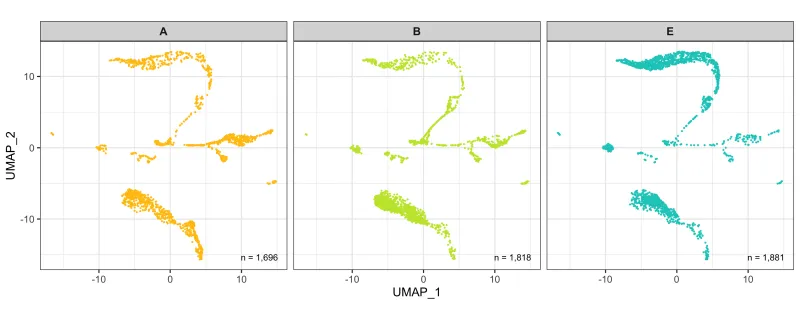 A B E
10
0
-10
UMAP_2
n = 1,696 n = 1,818 n = 1,881
-10 0 10 -10 0 10 -10 0 10
UMAP_1